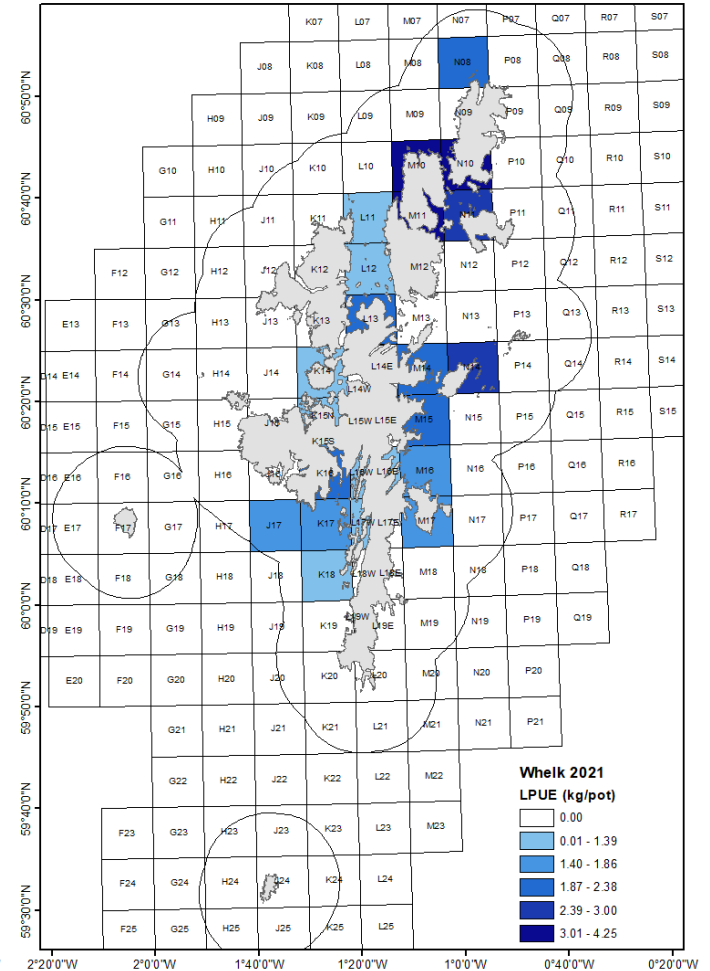 K07 L07 M07 N07 P07 Q07 R07 S07
J08 K08 L08 M08 N08 P08 Q08 R08 S08
60°50'0"N
H09 J09 K09 L09 M09 N09 P09 Q09 R09 S09
G10 H10 J10 K10 L10 M10 N10 P10 Q10 R10 S10
60°40'0"N
G11 H11 J11 K11 L11 M11 N11 P11 Q11 R11 S11
F12 G12 H12 J12 K12 L12 M12 N12 P12 Q12 R12 S12
60°30'0"N
E13 F13 G13 H13 J13 K13 L13 M13 N13 P13 Q13 R13 S13
D14 E14 F14 G14 H14 J14 K14 L14W L14E M14 N14 P14 Q14 R14 S14
60°20'0"N
D15 E15 F15 G15 H15 J15 K15N L15W L15E M15 N15 P15 Q15 R15 S15
K15S
D16 E16 F16 G16 H16 J16 K16 L16W L16E M16 N16 P16 Q16 R16
60°10'0"N
D17 E17 F17 G17 H17 J17 K17 L17W L17E M17 N17 P17 Q17 R17
D18 E18 F18 G18 H18 J18 K18 L18W L18E M18 N18 P18 Q18
60°0'0"N
D19 E19 F19 G19 H19 J19 K19 L19W L19E M19 N19 P19 Q19
E20 F20 G20 H20 J20 K20 L20 M20 N20 P20
59°50'0"N
G21 H21 J21 K21 L21 M21 N21 P21
G22 H22 J22 K22 L22 M22
59°40'0"N
F23 G23 H23 J23 K23 L23 M23
F24 G24 H24 J24 K24 L24
59°30'0"N
F25 G25 H25 J25 K25 L25
Whelk 2021
LPUE (kg/pot)
0.00
0.01 - 1.39
1.40 - 1.86
1.87 - 2.38
2.39 - 3.00
3.01 - 4.25
2°20'0"W 2°0'0"W 1°40'0"W 1°20'0"W 1°0'0"W 0°40'0"W 0°20'0"W